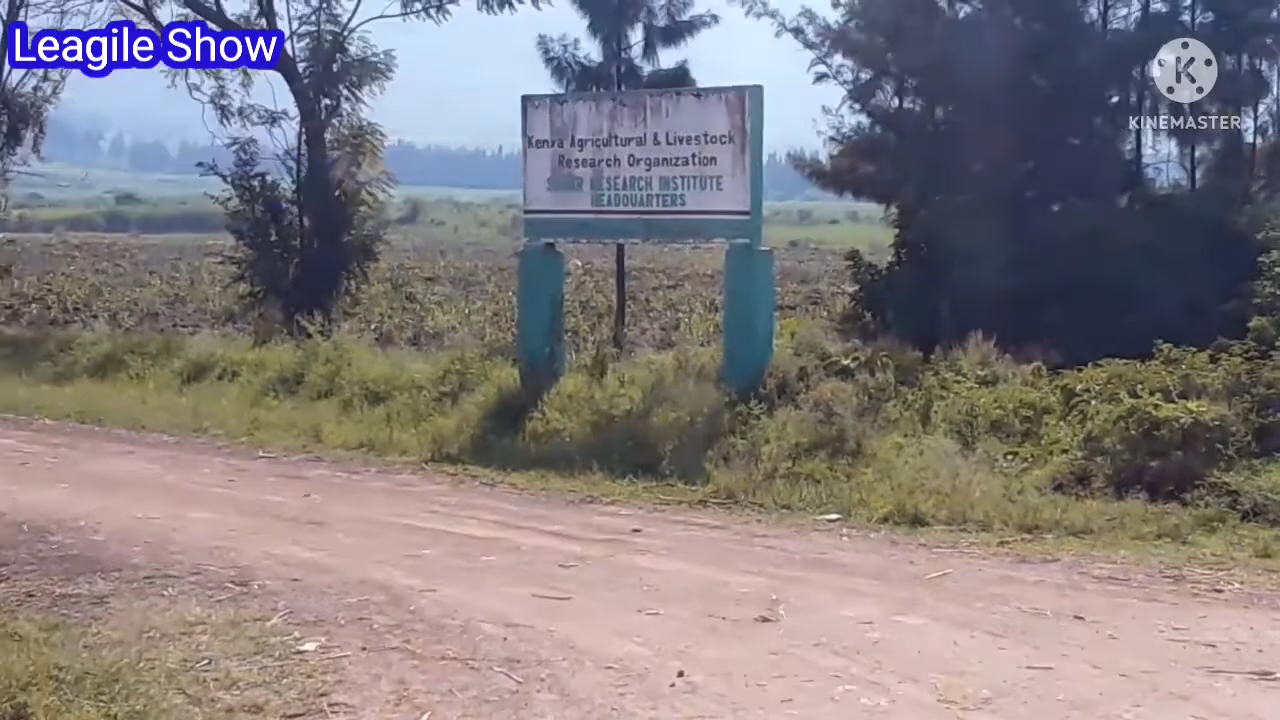 Leagile Show
K
KINEMASTER
Kenya Agricultural & Livestock
Research Organization
RESEARCH INSTITUTE
HEADQUARTERS